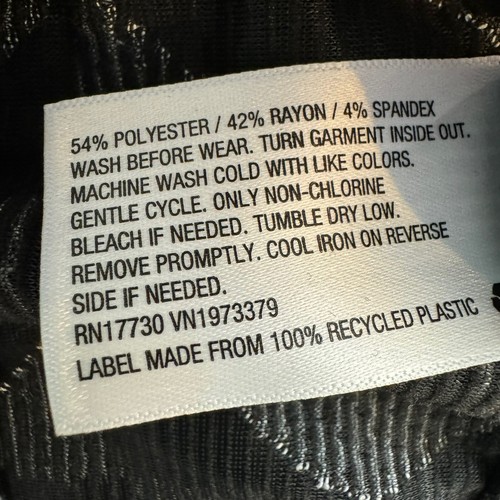 54% POLYESTER / 42% RAYON / 4% SPANDEX
WASH BEFORE WEAR. TURN GARMENT INSIDE OUT.
MACHINE WASH COLD WITH LIKE COLORS.
GENTLE CYCLE. ONLY NON-CHLORINE
BLEACH IF NEEDED. TUMBLE DRY LOW.
REMOVE PROMPTLY. COOL IRON ON REVERSE
SIDE IF NEEDED.
RN17730 VN1973379
LABEL MADE FROM 100% RECYCLED PLASTIC